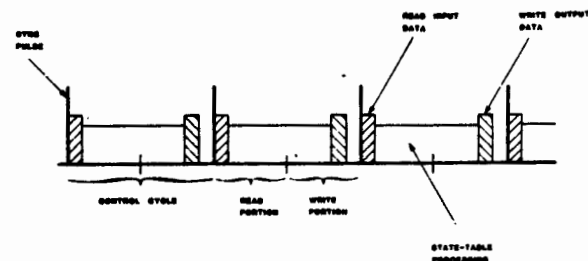 SYNC
PULSE
READ INPUT
DATA
WRITE OUTPUT
DATA
CONTROL CYCLE
READ
PORTION
WRITE
PORTION
STATE-TABLE
PROCESSING